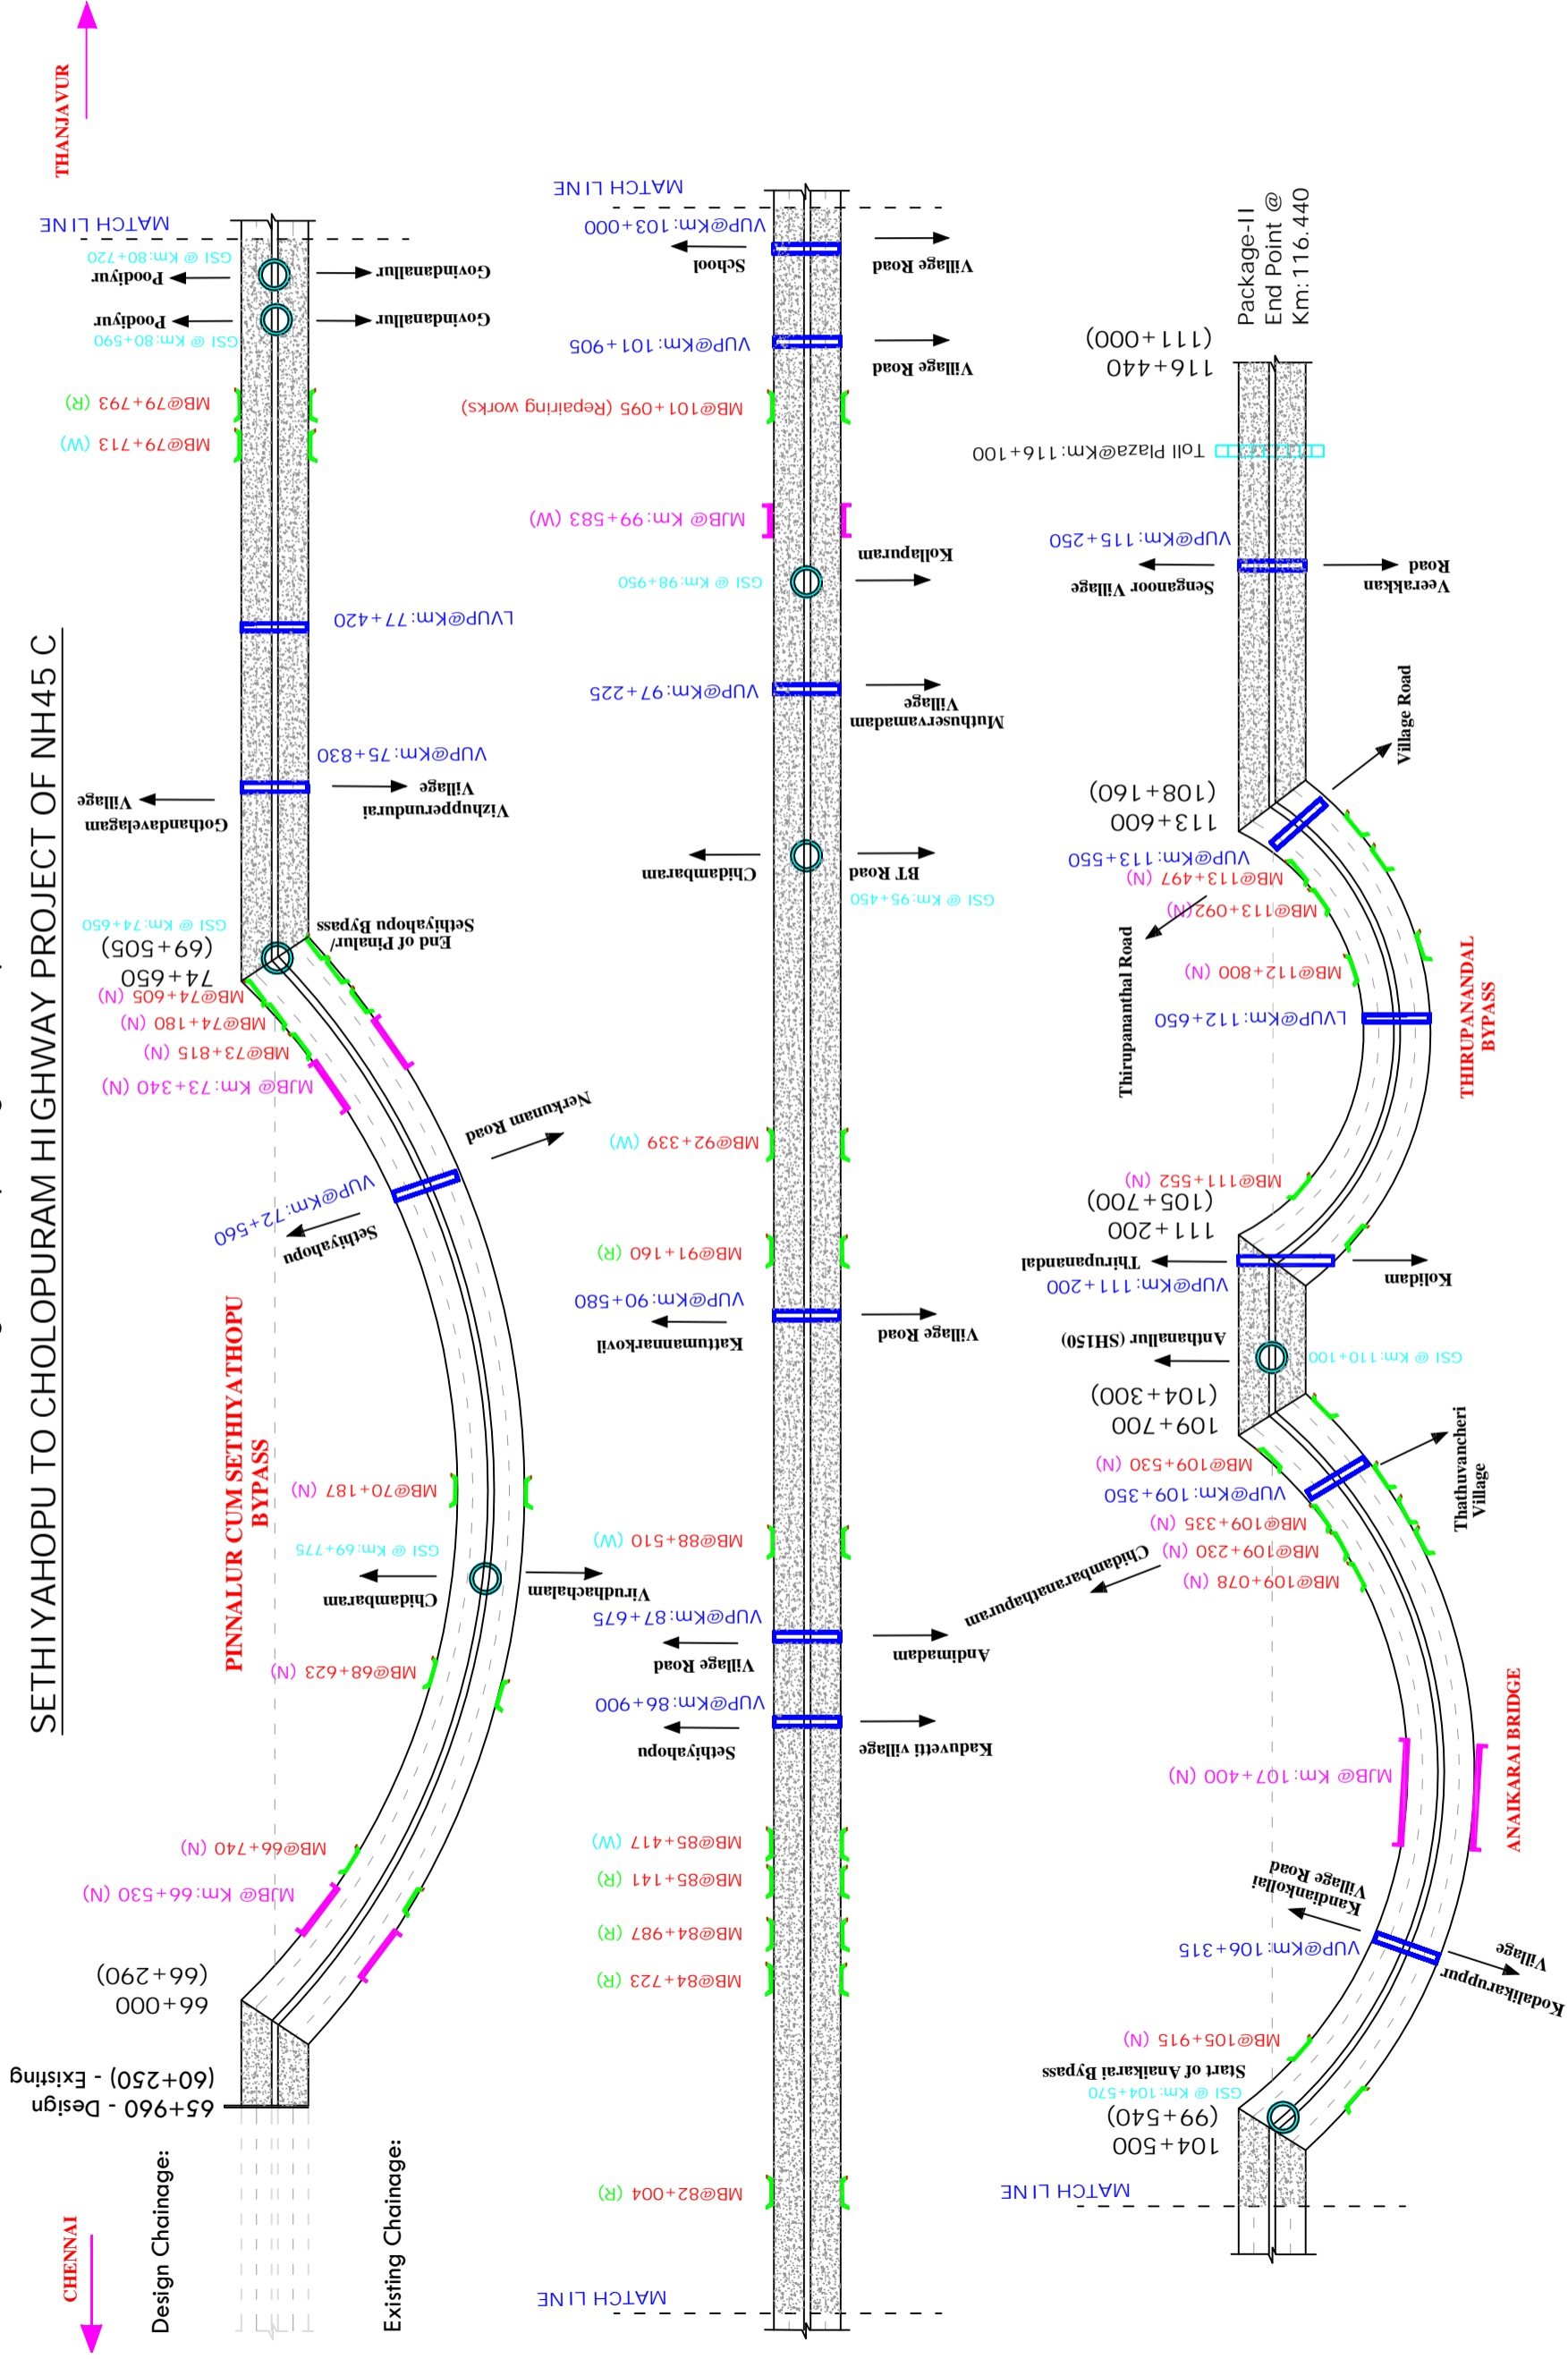 SETHIYAHOPU TO CHOLOPURAM HIGHWAY PROJECT OF NH45 C
CHENNAI
THANJAVUR
Design Chainage:
Existing Chainage:
65+960 - Design
(60+250) - Existing
66+000
(66+290)
MJB@ Km:66+530 (N)
MB@66+740 (N)
MB@68+623 (N)
PINNALUR CUM SETHIYATHOPU
BYPASS
Chidambaram
Virudhachalam
GSI @ Km:69+775
MB@70+187 (N)
Sethiyahopu
VUP@Km:72+560
Nerkunam Road
MJB@ Km:73+340 (N)
MB@73+815 (N)
MB@74+180 (N)
MB@74+605 (N)
74+650
(69+505)
GSI @ Km:74+650
End of Pinalur/
Sethiyahopu Bypass
Gothandavelagam
Village
Vizhupperundurai
Village
VUP@Km:75+830
LVUP@Km:77+420
MB@79+713 (W)
MB@79+793 (R)
GSI @ Km:80+590
Poodiyur
Govindanallur
Poodiyur
Govindanallur
GSI @ Km:80+720
MATCH LINE
MATCH LINE
MB@82+004 (R)
MB@84+723 (R)
MB@84+987 (R)
MB@85+141 (R)
MB@85+417 (W)
Sethiyahopu
Kaduvetti village
VUP@Km:86+900
Village Road
Andimadam
VUP@Km:87+675
MB@88+510 (W)
Kattumannarkovil
Village Road
VUP@Km:90+580
MB@91+160 (R)
MB@92+339 (W)
Chidambaram
BT Road
GSI @ Km:95+450
Muthuservamadam
Village
VUP@Km:97+225
GSI @ Km:98+950
Kollapuram
MJB@ Km:99+583 (W)
MB@101+095 (Repairing works)
VUP@Km:101+905
Village Road
School
Village Road
VUP@Km:103+000
MATCH LINE
MATCH LINE
104+500
(99+540)
GSI @ Km:104+570
Start of Anaikarai Bypass
MB@105+915 (N)
VUP@Km:106+315
Kandiankollai
Village Road
Kodalikaruppur
Village
MJB@ Km:107+400 (N)
ANAIKARAI BRIDGE
MB@109+078 (N)
MB@109+230 (N)
MB@109+335 (N)
Chidambaranathapuram
VUP@Km:109+350
Thathuvancheri
Village
MB@109+530 (N)
109+700
(104+300)
GSI @ Km:110+100
Anthanallur (SH150)
VUP@Km:111+200
Thirupanandal
Kolidam
111+200
(105+700)
MB@111+552 (N)
LVUP@Km:112+650
THIRUPANANDAL
BYPASS
MB@112+800 (N)
Thirupananthal Road
MB@113+092(N)
MB@113+497 (N)
VUP@Km:113+550
Village Road
113+600
(108+160)
Senganoor Village
Veerakkan
Road
VUP@Km:115+250
Toll Plaza@Km:116+100
116+440
(111+000)
Package-II
End Point @
Km:116.440